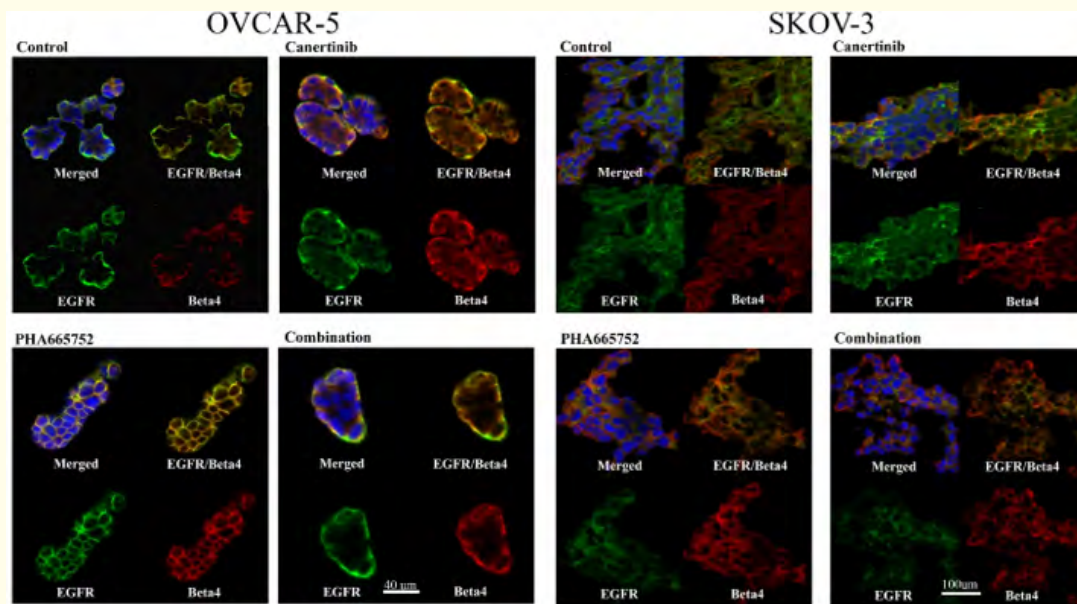 OVCAR-5 SKOV-3
Control Canertinib Control Canertinib
Merged EGFR/Beta4 Merged EGFR/Beta4 Merged EGFR/Beta4 Merged EGFR/Beta4
EGFR Beta4 EGFR Beta4 EGFR Beta4 EGFR Beta4
PHA665752 Combination PHA665752 Combination
Merged EGFR/Beta4 Merged EGFR/Beta4 Merged EGFR/Beta4 Merged EGFR/Beta4
EGFR Beta4 EGFR 40 um Beta4 EGFR Beta4 EGFR 100um Beta4